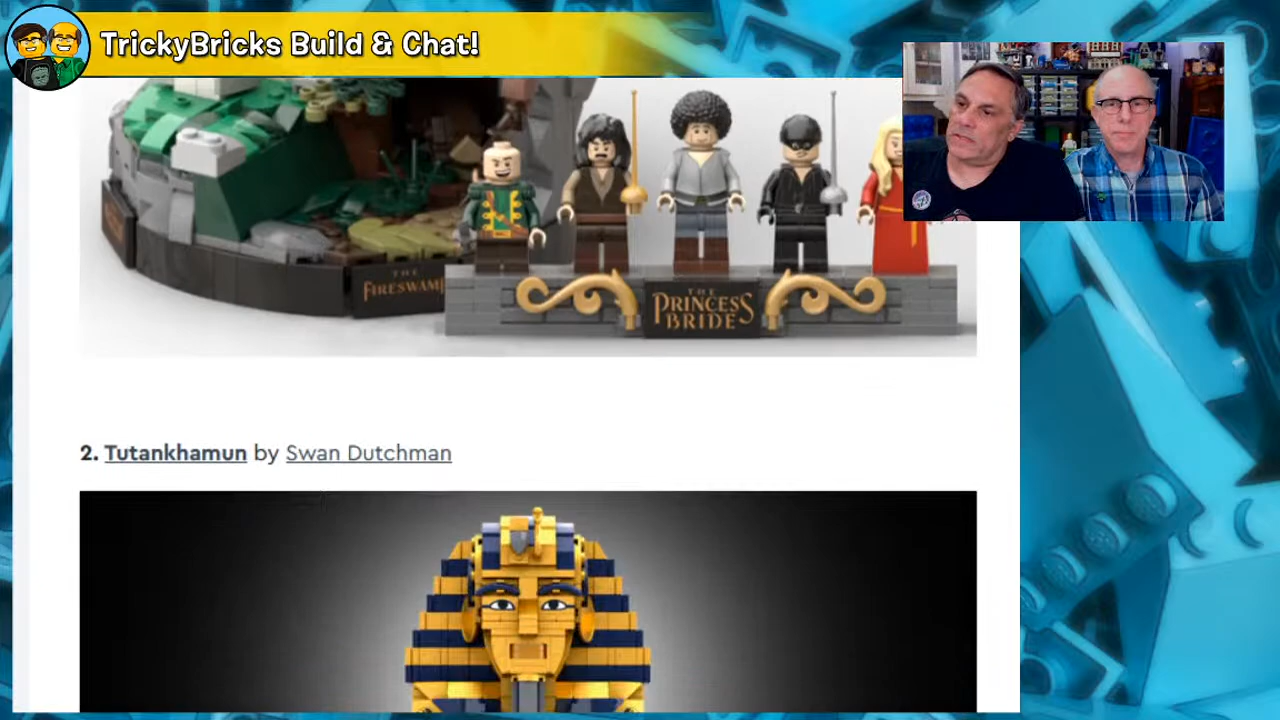 TrickyBricks Build & Chat!
THE
FIRESWAMP
THE
PRINCESS
BRIDE
2. Tutankhamun by Swan Dutchman